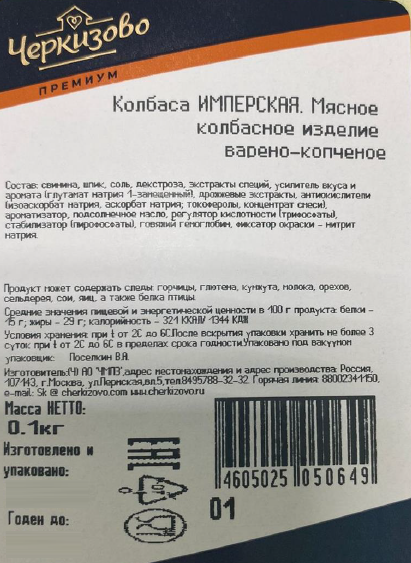 Черкизово
ПРЕМИУМ
Колбаса ИМПЕРСКАЯ. Мясное
колбасное изделие
варено-копченое
Состав: свинина, шпик, соль, декстроза, экстракты специй, усилитель вкуса и
аромата (глутамат натрия 1-замещенный), дрожжевые экстракты, антиокислители
(изоаскорбат натрия, аскорбат натрия; токоферолы, концентрат смеси),
ароматизатор, подсолнечное масло, регулятор кислотности (трифосфаты),
стабилизатор (пирофосфаты), говяжий гемоглобин, фиксатор окраски - нитрит
натрия.
Продукт может содержать следы: горчицы, глютена, кунжута, молока, орехов,
сельдерея, сои, яиц, а также белка птицы.
Средние значения пищевой и энергетической ценности в 100 г продукта: белки -
15 г; жиры - 29 г; калорийность - 321 ККАЛ/ 1344 КДЖ
Условия хранения: при t от 2С до 6С.После вскрытия упаковки хранить не более 3
суток при t от 2С до 6С в пределах срока годности.Упаковано под вакуумом
упаковщик: Поселкин В.Я.
Изготовитель:(Ч) АО "ЧМПЗ",адрес местонахождения и адрес производства: Россия,
107143, г.Москва, ул.Пермская,вл.5,тел.8495788-32-32. Горячая линия: 88002341150,
e-mail: Sk @ cherkizovo.com www.cherkizovo.ru
Масса НЕТТО:
0.1кг
Изготовлено и
упаковано:
Годен до:
EAC
4605025 050649
01